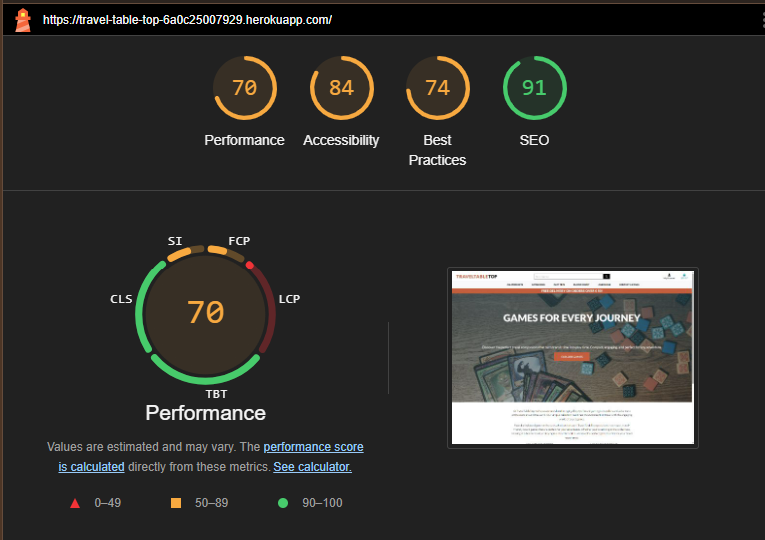 https://travel-table-top-6a0c25007929.herokuapp.com/
70
84
74
91
Performance
Accessibility
Best
Practices
SEO
SI
FCP
CLS
LCP
70
TBT
Performance
Values are estimated and may vary. The performance score
is calculated directly from these metrics. See calculator.
0–49
50–89
90–100
TRAVELTABLETOP
GAMES FOR EVERY JOURNEY